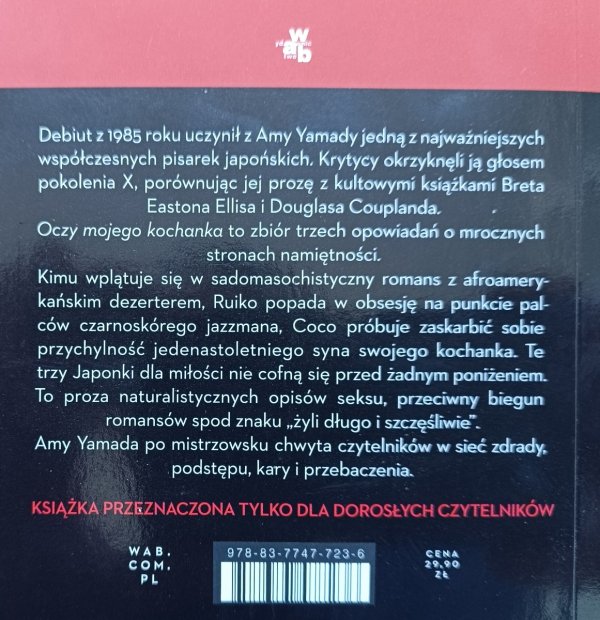 wab
Debiut z 1985 roku uczynił z Amy Yamady jedną z najważniejszych
współczesnych pisarek japońskich. Krytycy okrzyknęli ją głosem
pokolenia X, porównując jej prozę z kultowymi książkami Breta
Eastona Ellisa i Douglasa Couplanda.
Oczy mojego kochanka to zbiór trzech opowiadań o mrocznych
stronach namiętności.
Kimu wplątuje się w sadomasochistyczny romans z afroamery-
kańskim dezerterem, Ruiko popada w obsesję na punkcie pal-
ców czarnoskórego jazzmana, Coco próbuje zaskarbić sobie
przychylność jedenastoletniego syna swojego kochanka. Te
trzy Japonki dla miłości nie cofną się przed żadnym poniżeniem.
To proza naturalistycznych opisów seksu, przeciwny biegun
romansów spod znaku „żyli długo i szczęśliwie”.
Amy Yamada po mistrzowsku chwyta czytelników w sieć zdrady,
podstępu, kary i przebaczenia.
KSIĄŻKA PRZEZNACZONA TYLKO DLA DOROSŁYCH CZYTELNIKÓW
WAB.
COM.
PL
978-83-7747-723-6
CENA
29,90
ZŁ